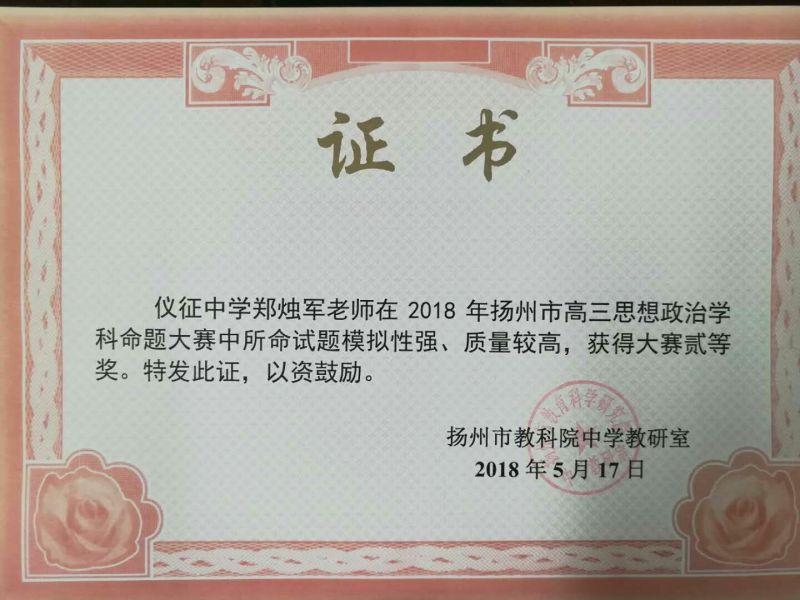 证书
仪征中学郑烛军老师在 2018 年扬州市高三思想政治学
科命题大赛中所命试题模拟性强、质量较高，获得大赛贰等
奖。特发此证，以资鼓励。
扬州市教科院中学教研室
2018 年 5 月 17 日